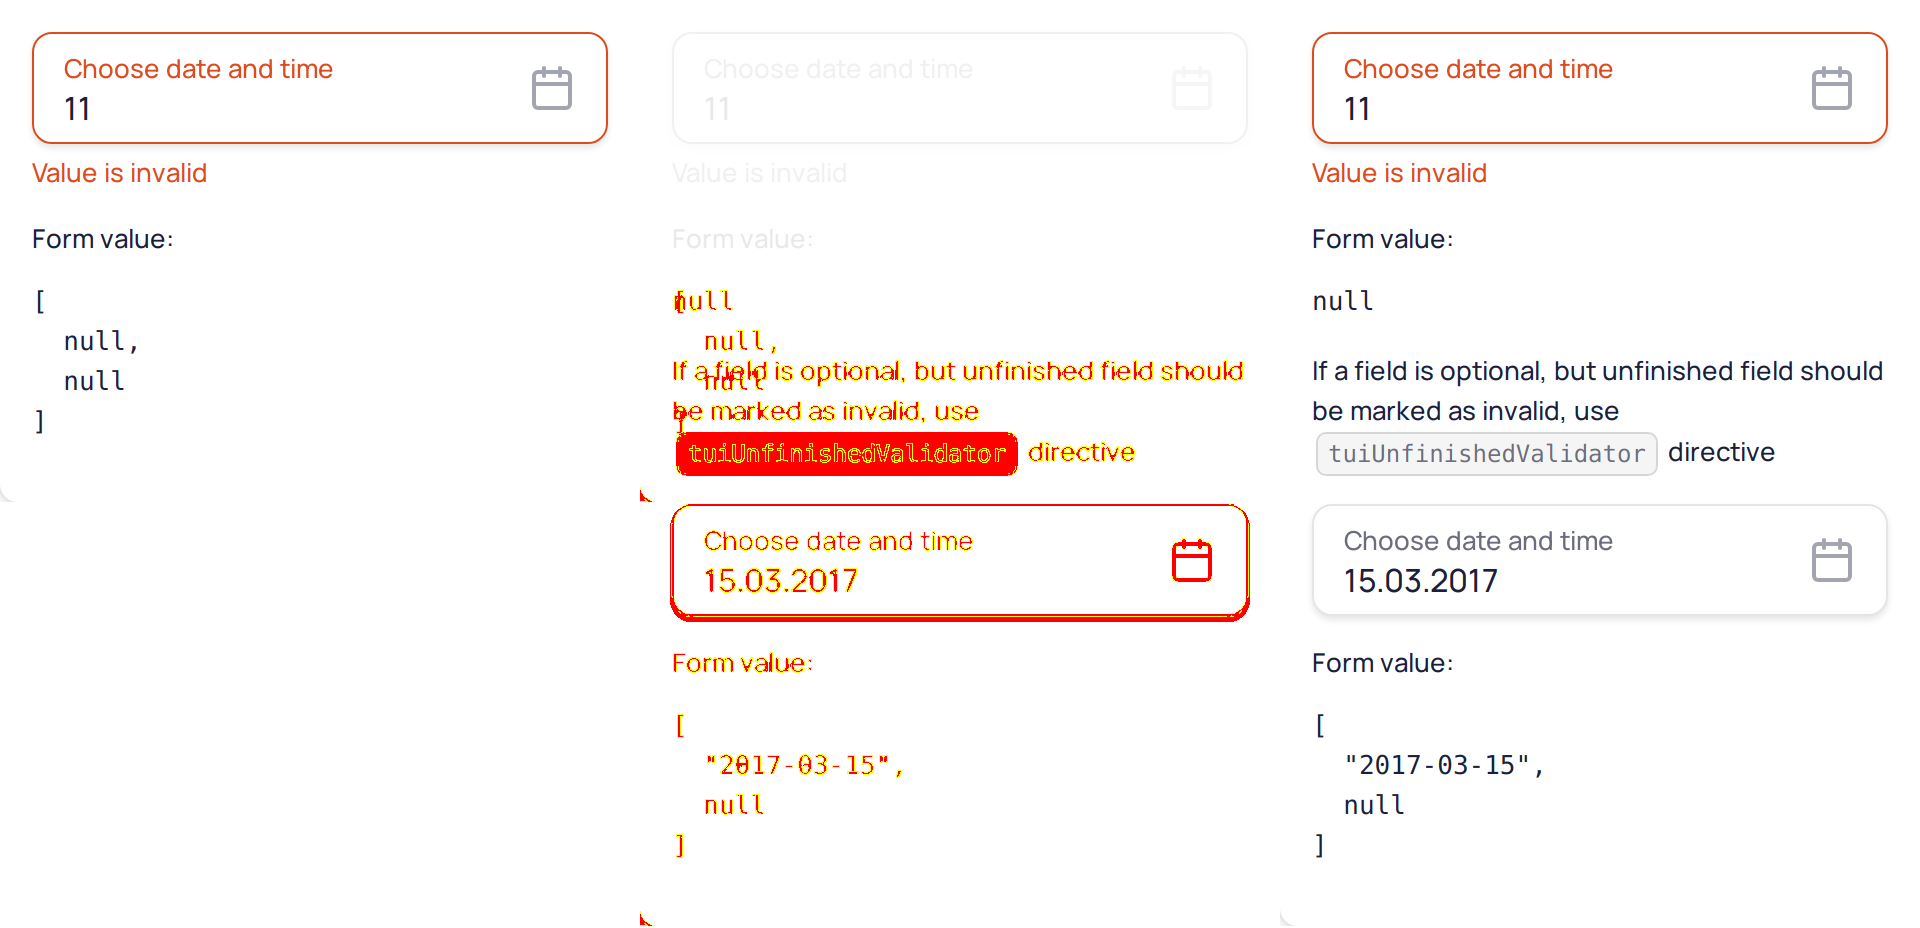 Choose date and time
11
Value is invalid
Form value:
[
  null,
  null
]
Choose date and time
11
Value is invalid
Form value:
null
[
  null,
If a field is optional, but unfinished field should
  null
be marked as invalid, use
]
tuiUnfinishedValidator directive
Choose date and time
15.03.2017
Form value:
[
  "2017-03-15",
  null
]
Choose date and time
11
Value is invalid
Form value:
null
If a field is optional, but unfinished field should
be marked as invalid, use
tuiUnfinishedValidator directive
Choose date and time
15.03.2017
Form value:
[
  "2017-03-15",
  null
]